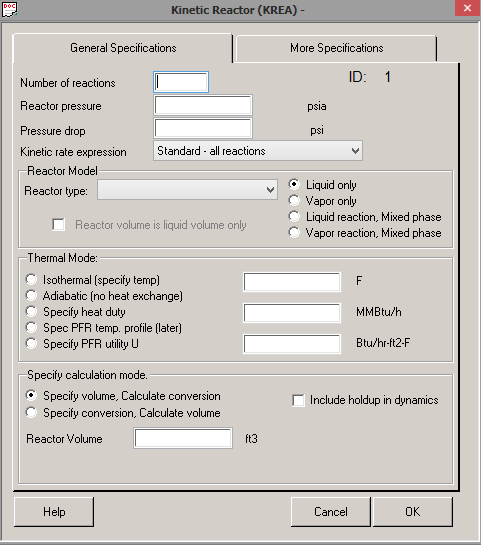 Kinetic Reactor (KREA) -
General Specifications
More Specifications
Number of reactions
ID: 1
Reactor pressure
psia
Pressure drop
psi
Kinetic rate expression
Standard - all reactions
Reactor Model
Reactor type:
Liquid only
Vapor only
Reactor volume is liquid volume only
Liquid reaction, Mixed phase
Vapor reaction, Mixed phase
Thermal Mode:
Isothermal (specify temp)
F
Adiabatic (no heat exchange)
Specify heat duty
MMBtu/h
Spec PFR temp. profile (later)
Specify PFR utility U
Btu/hr-ft2-F
Specify calculation mode.
Specify volume, Calculate conversion
Include holdup in dynamics
Specify conversion, Calculate volume
Reactor Volume
ft3
Help
Cancel
OK